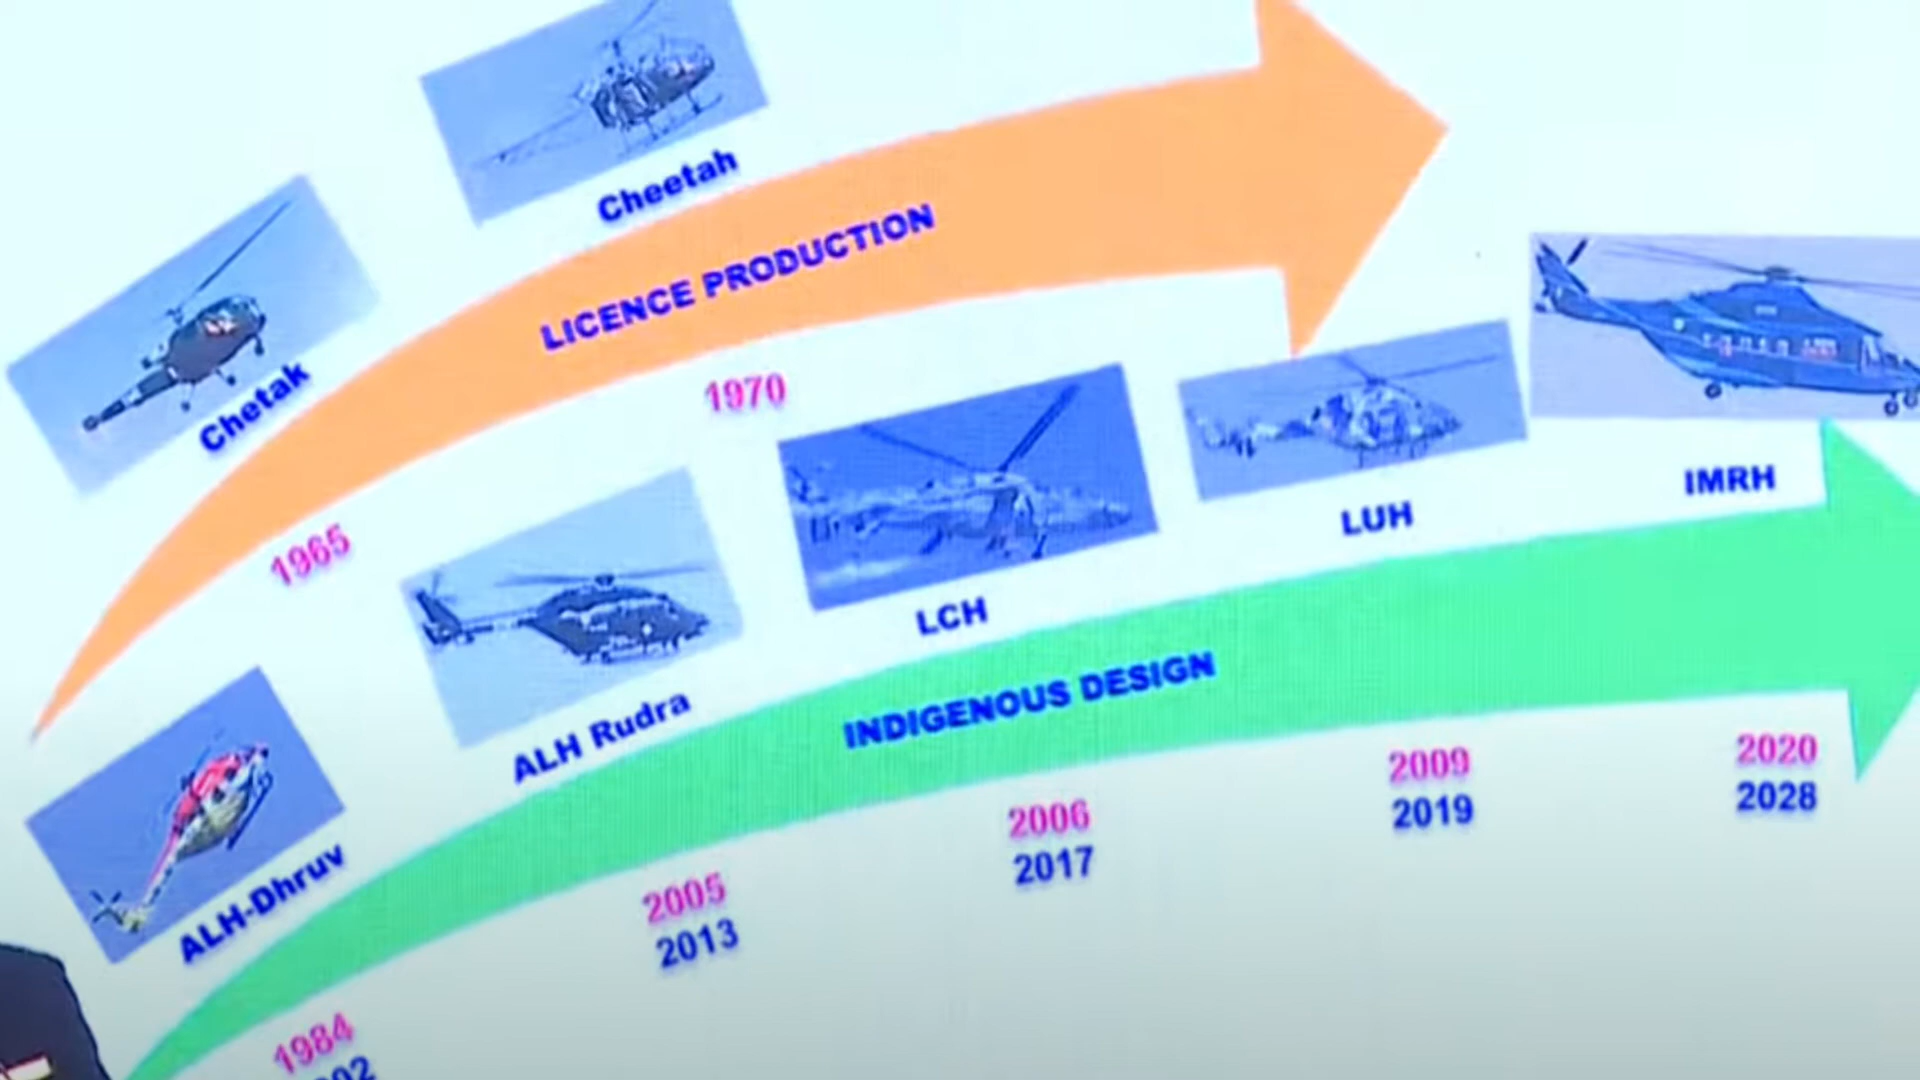 Cheetah
Chetak
LICENCE PRODUCTION
1970
1965
IMRH
LUH
LCH
ALH Rudra
ALH-Dhruv
INDIGENOUS DESIGN
2020
2028
2009
2019
2006
2017
2005
2013
1984